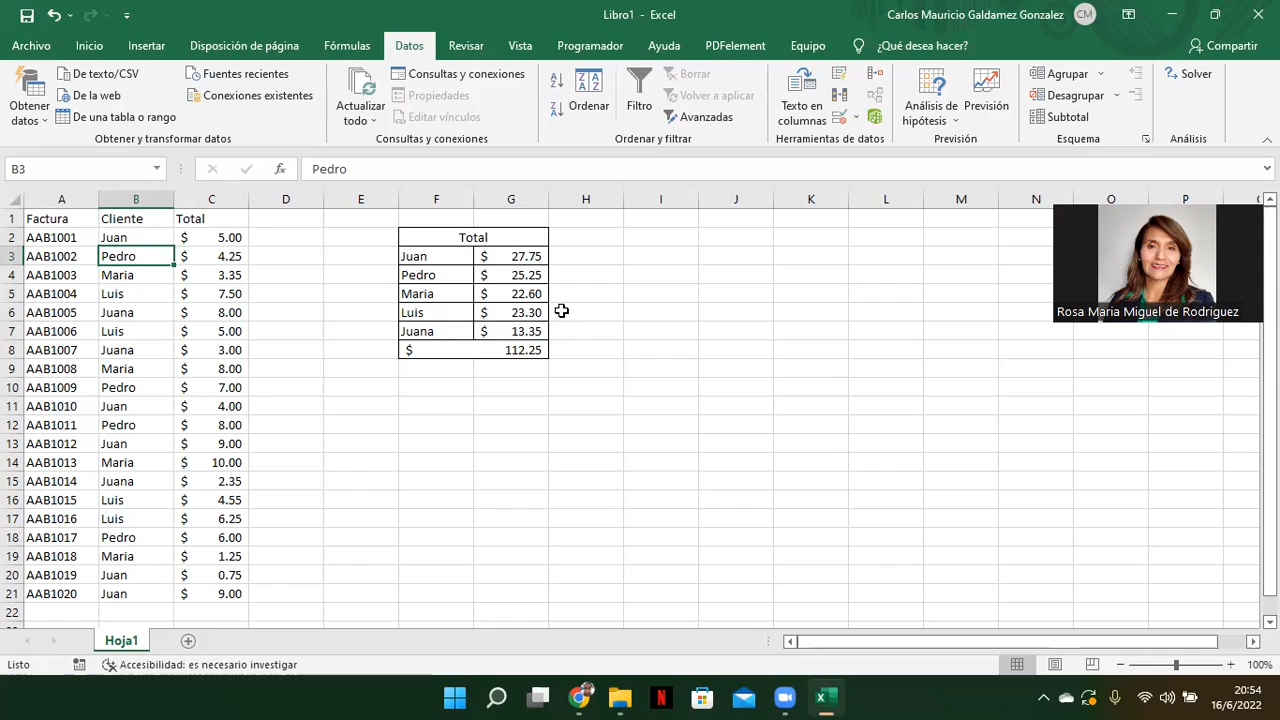 Libro1 - Excel
Carlos Mauricio Galdamez Gonzalez CM
Archivo Inicio Insertar Disposición de página Fórmulas Datos Revisar Vista Programador Ayuda PDFelement Equipo ¿Qué desea hacer? Compartir
Obtener datos
De texto/CSV
De la web
De una tabla o rango
Fuentes recientes
Conexiones existentes
Obtener y transformar datos
Actualizar todo
Consultas y conexiones
Propiedades
Editar vínculos
Consultas y conexiones
Ordenar
Filtro
Borrar
Volver a aplicar
Avanzadas
Ordenar y filtrar
Texto en columnas
Herramientas de datos
Análisis de hipótesis
Previsión
Previsión
Agrupar
Desagrupar
Subtotal
Esquema
Solver
Análisis
B3 fx Pedro
A B C D E F G H I J K L M N O P
1 Factura Cliente Total
2 AAB1001 Juan $ 5.00 Total
3 AAB1002 Pedro $ 4.25 Juan $ 27.75
4 AAB1003 Maria $ 3.35 Pedro $ 25.25
5 AAB1004 Luis $ 7.50 Maria $ 22.60
6 AAB1005 Juana $ 8.00 Luis $ 23.30
7 AAB1006 Luis $ 5.00 Juana $ 13.35
8 AAB1007 Juana $ 3.00 $ 112.25
9 AAB1008 Maria $ 8.00
10 AAB1009 Pedro $ 7.00
11 AAB1010 Juan $ 4.00
12 AAB1011 Pedro $ 8.00
13 AAB1012 Juan $ 9.00
14 AAB1013 Maria $ 10.00
15 AAB1014 Juana $ 2.35
16 AAB1015 Luis $ 4.55
17 AAB1016 Luis $ 6.25
18 AAB1017 Pedro $ 6.00
19 AAB1018 Maria $ 1.25
20 AAB1019 Juan $ 0.75
21 AAB1020 Juan $ 9.00
22
Rosa Maria Miguel de Rodriguez
Hoja1
Listo Accesibilidad: es necesario investigar 100%
20:54
16/6/2022